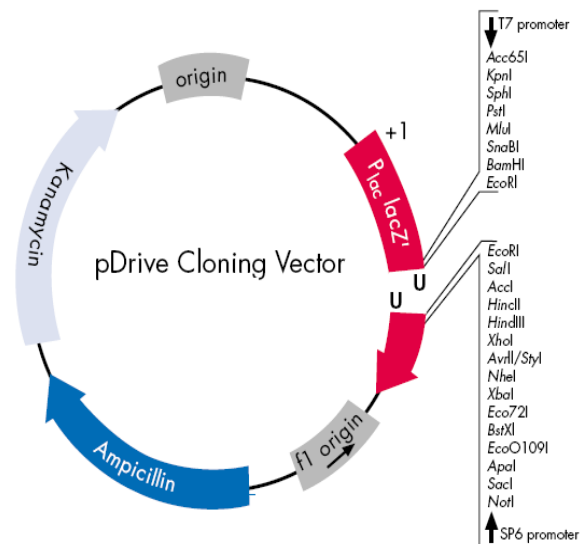 T7 promoter
Acc65I
KpnI
SphI
PstI
MluI
SnaBI
BamHI
EcoRI
origin
+1
Plac lacZ'
Kanamycin
pDrive Cloning Vector
U
U
EcoRI
SalI
AccI
HincII
HindIII
XhoI
AvrII/StyI
NheI
XbaI
Eco72I
BstXI
EcoO109I
ApaI
SacI
NotI
SP6 promoter
f1 origin
Ampicillin